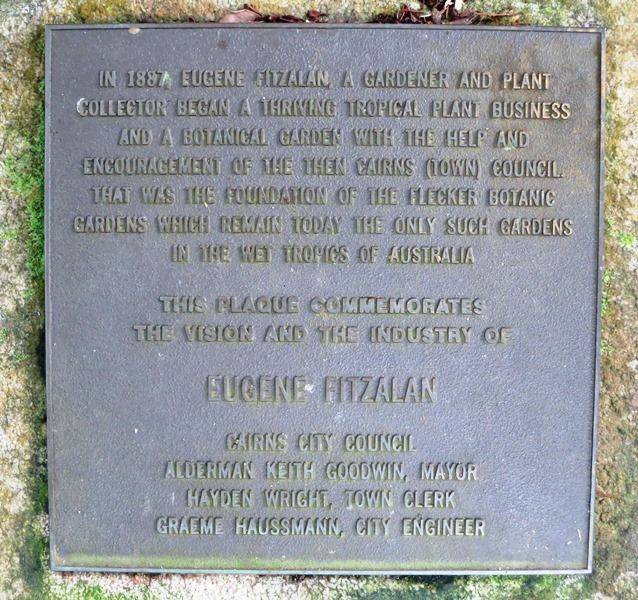 IN 1887, EUGENE FITZALAN, A GARDENER AND PLANT
COLLECTOR BEGAN A THRIVING TROPICAL PLANT BUSINESS
AND A BOTANICAL GARDEN WITH THE HELP AND
ENCOURAGEMENT OF THE THEN CAIRNS (TOWN) COUNCIL.
THAT WAS THE FOUNDATION OF THE FLECKER BOTANIC
GARDENS WHICH REMAIN TODAY THE ONLY SUCH GARDENS
IN THE WET TROPICS OF AUSTRALIA
THIS PLAQUE COMMEMORATES
THE VISION AND THE INDUSTRY OF
EUGENE FITZALAN
CAIRNS CITY COUNCIL
ALDERMAN KEITH GOODWIN, MAYOR
HAYDEN WRIGHT, TOWN CLERK
GRAEME HAUSSMANN, CITY ENGINEER